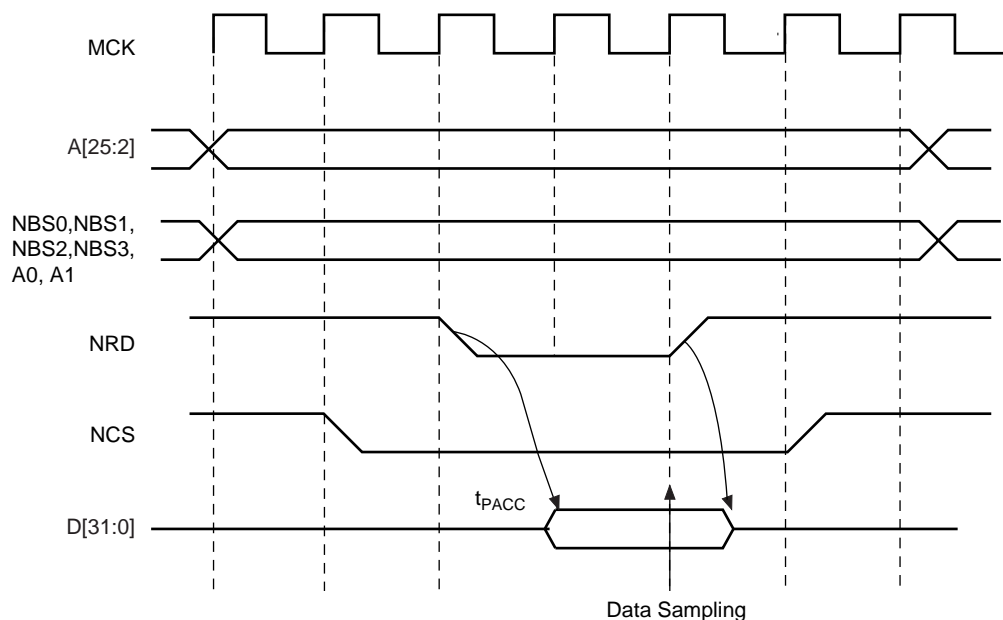 MCK
A[25:2]
NBS0,NBS1,
NBS2,NBS3,
A0, A1
NRD
NCS
tPACC
D[31:0]
Data Sampling